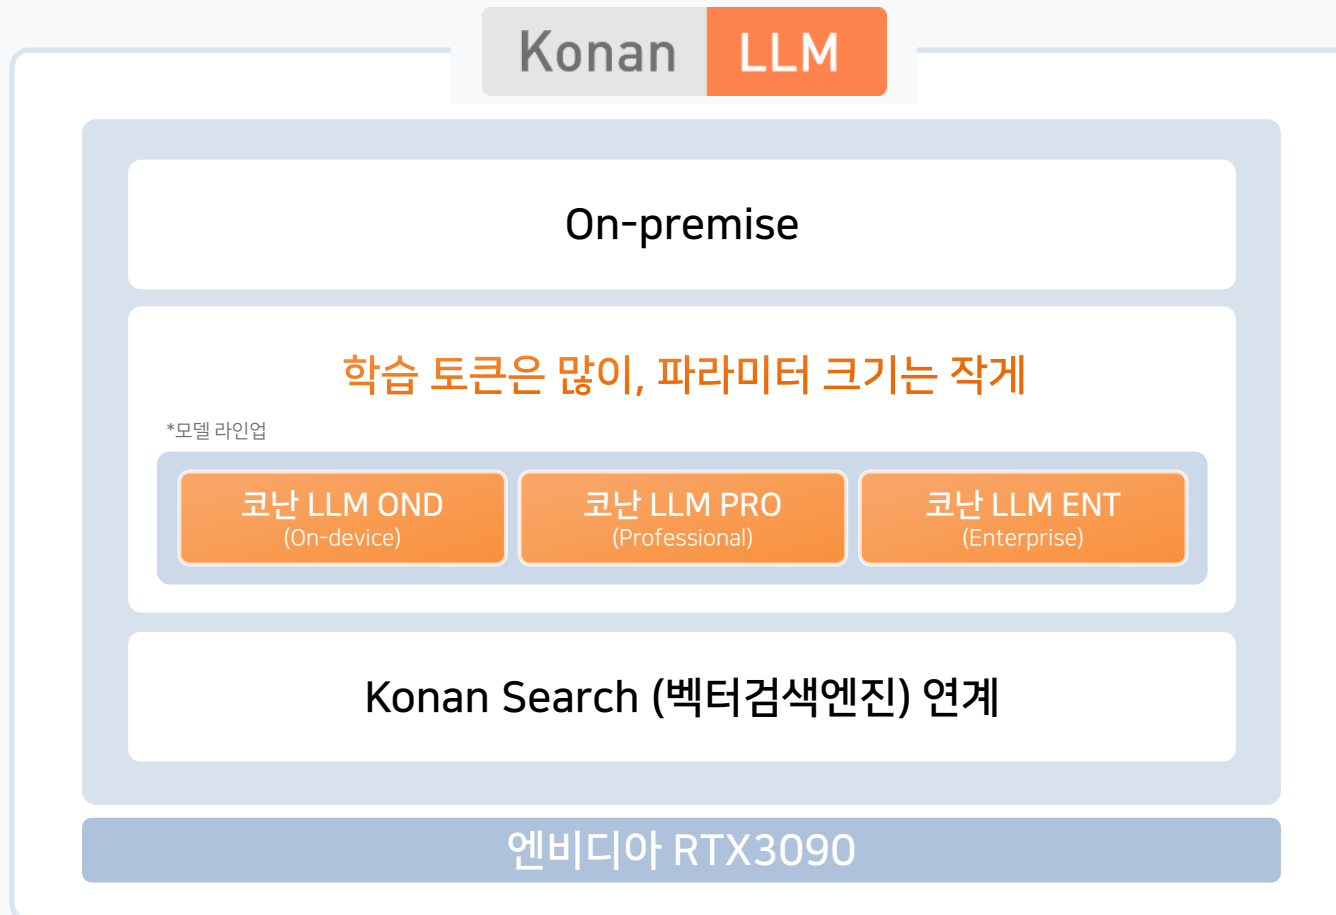 Konan LLM
On-premise
학습 토큰은 많이, 파라미터 크기는 작게
*모델 라인업
코난 LLM OND
(On-device)
코난 LLM PRO
(Professional)
코난 LLM ENT
(Enterprise)
Konan Search (벡터검색엔진) 연계
엔비디아 RTX3090